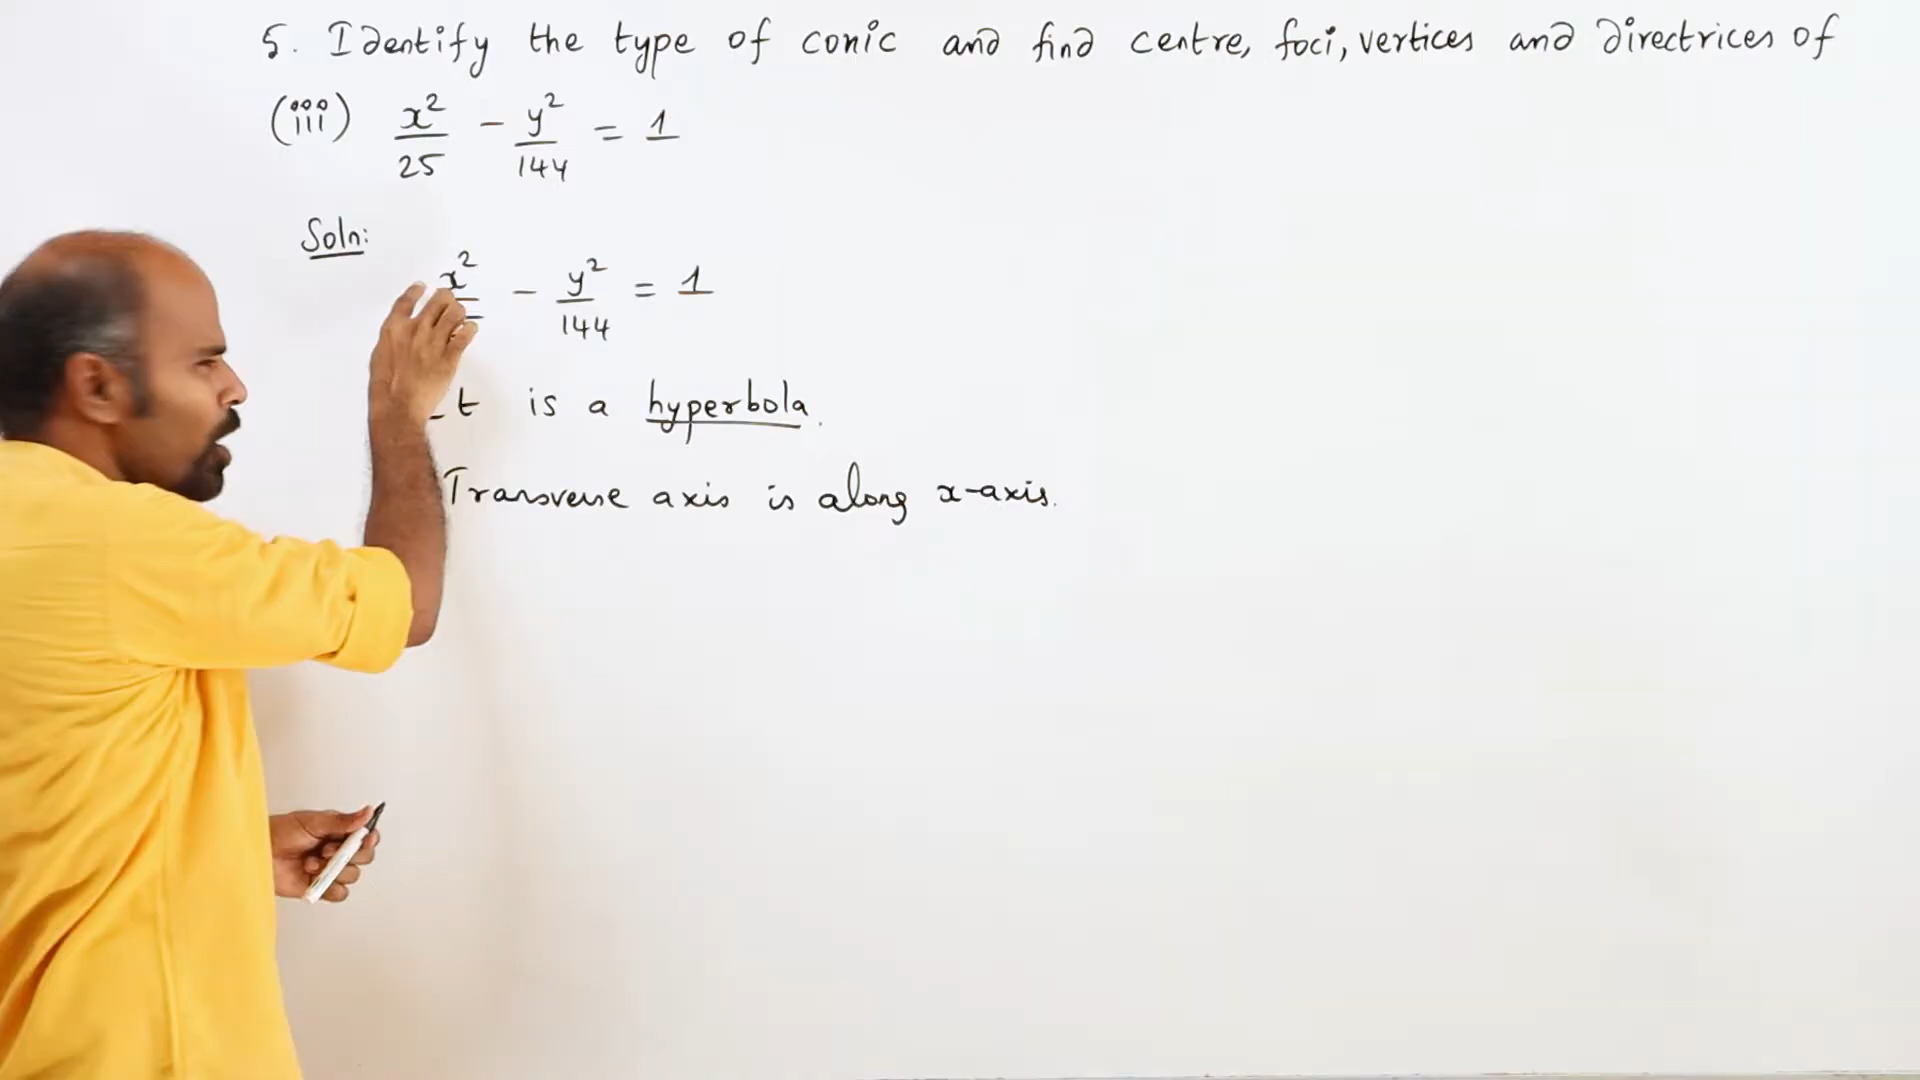 5. Identify the type of conic and find centre, foci, vertices and directrices of
(iii) x²/25 - y²/144 = 1
Soln:
x² - y²/144 = 1
is a hyperbola.
Transverse axis is along x-axis.